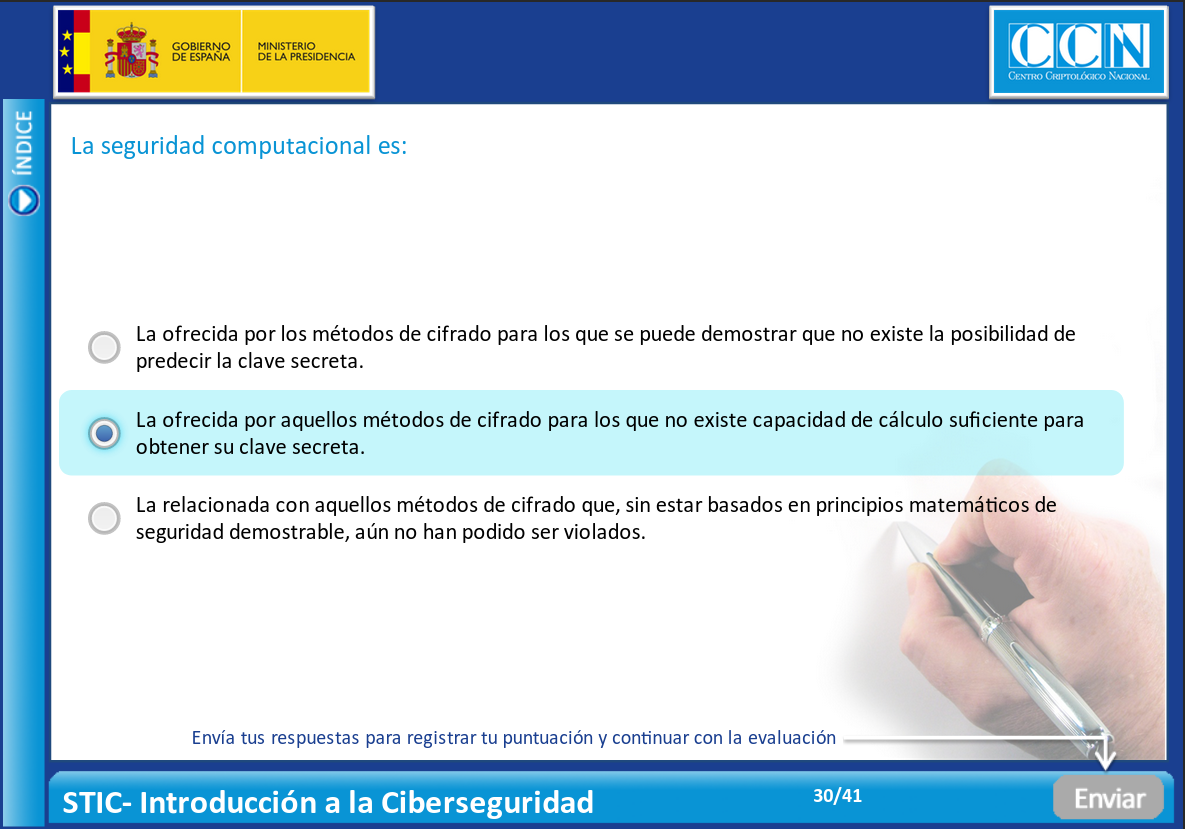 GOBIERNO
DE ESPAÑA
MINISTERIO
DE LA PRESIDENCIA
CCN
CENTRO CRIPTOLÓGICO NACIONAL
ÍNDICE
La seguridad computacional es:
La ofrecida por los métodos de cifrado para los que se puede demostrar que no existe la posibilidad de
predecir la clave secreta.
La ofrecida por aquellos métodos de cifrado para los que no existe capacidad de cálculo suficiente para
obtener su clave secreta.
La relacionada con aquellos métodos de cifrado que, sin estar basados en principios matemáticos de
seguridad demostrable, aún no han podido ser violados.
Envía tus respuestas para registrar tu puntuación y continuar con la evaluación
STIC- Introducción a la Ciberseguridad
30/41
Enviar